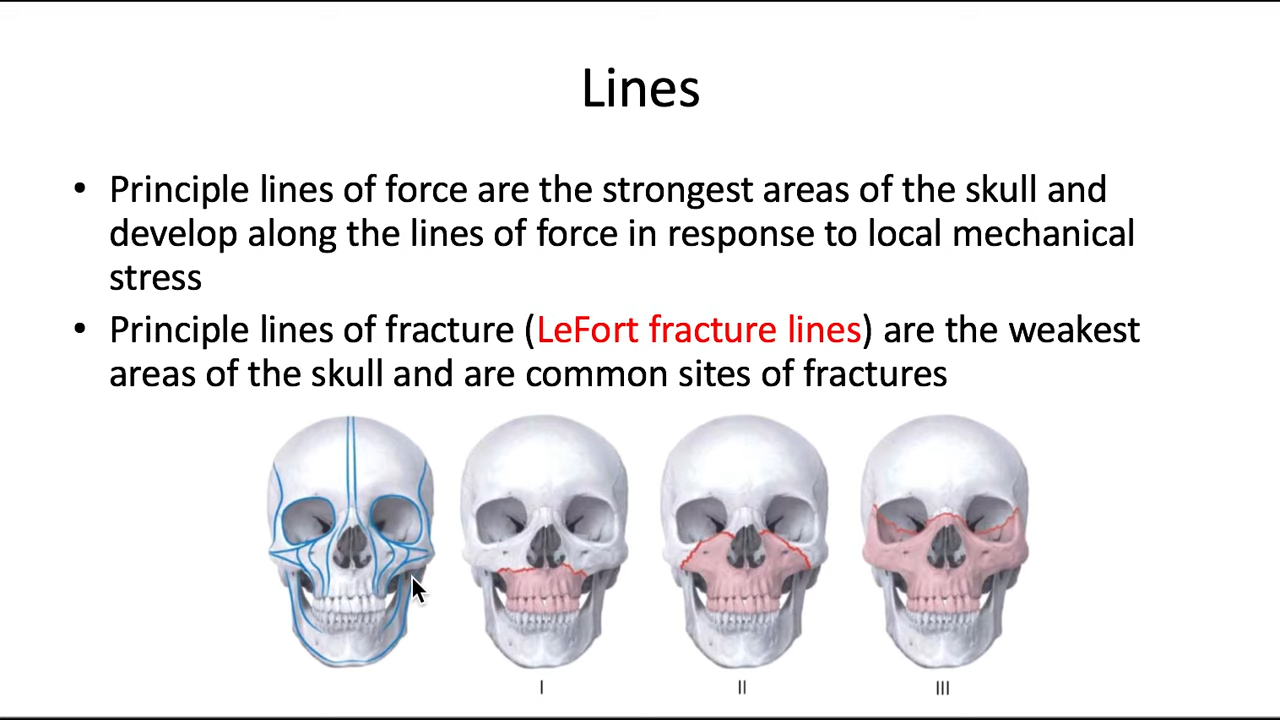 Lines
• Principle lines of force are the strongest areas of the skull and
develop along the lines of force in response to local mechanical
stress
• Principle lines of fracture (LeFort fracture lines) are the weakest
areas of the skull and are common sites of fractures
I II III